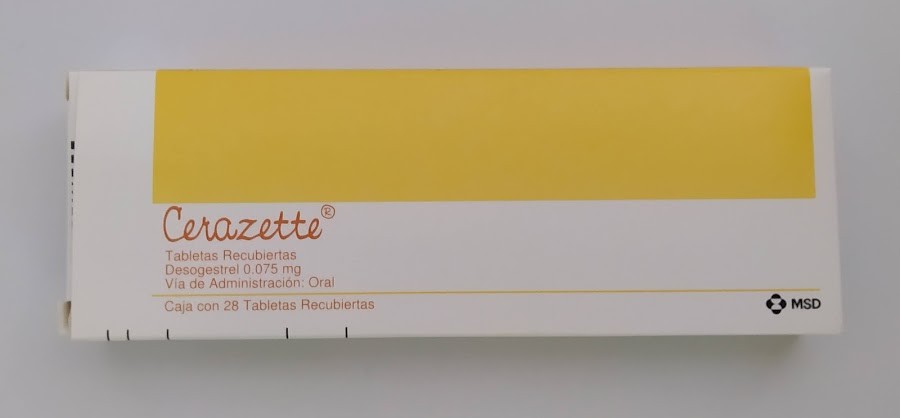 Cerazette®
Tabletas Recubiertas
Desogestrel 0.075 mg
Vía de Administración: Oral
Caja con 28 Tabletas Recubiertas
MSD